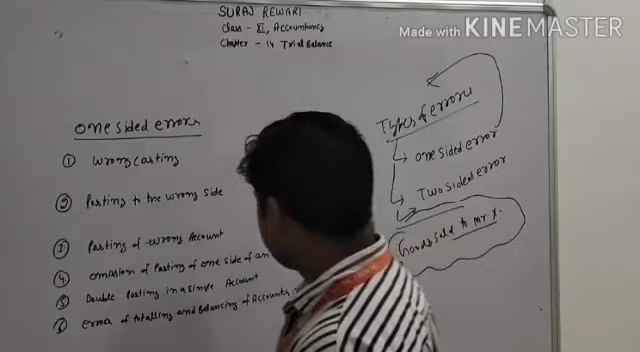 SURAJ REWARI
Class - XI, Accountancy
Chapter - 14 Trial Balance
Made with KINEMASTER
one sided errors
① Wrong casting
② Posting to the wrong side
③ Posting of wrong Account
④ omission of Posting of one side of an
⑤ Double Posting in a single Account
⑥ error of totalling and Balancing of Accounts
Types of errors
→ one sided error
→ Two sided error
Goods sold to mr. X.